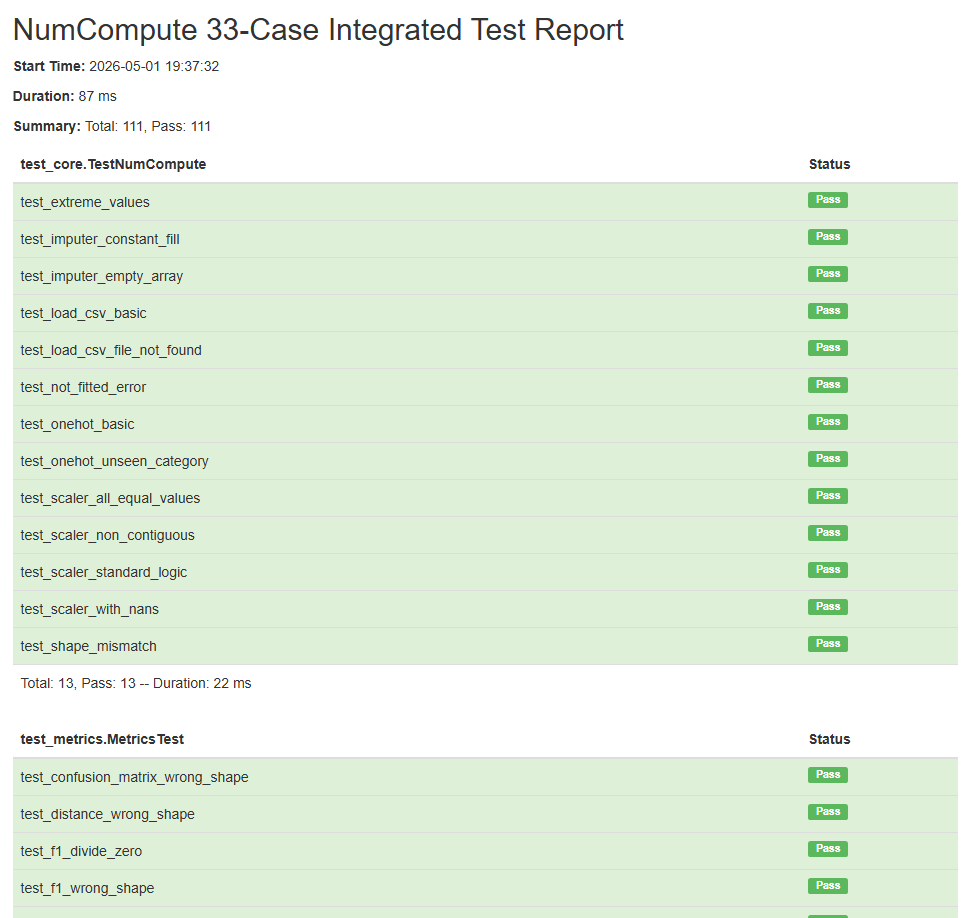 NumCompute 33-Case Integrated Test Report
Start Time: 2026-05-01 19:37:32
Duration: 87 ms
Summary: Total: 111, Pass: 111
test_core.TestNumCompute Status
test_extreme_values Pass
test_imputer_constant_fill Pass
test_imputer_empty_array Pass
test_load_csv_basic Pass
test_load_csv_file_not_found Pass
test_not_fitted_error Pass
test_onehot_basic Pass
test_onehot_unseen_category Pass
test_scaler_all_equal_values Pass
test_scaler_non_contiguous Pass
test_scaler_standard_logic Pass
test_scaler_with_nans Pass
test_shape_mismatch Pass
Total: 13, Pass: 13 -- Duration: 22 ms
test_metrics.MetricsTest Status
test_confusion_matrix_wrong_shape Pass
test_distance_wrong_shape Pass
test_f1_divide_zero Pass
test_f1_wrong_shape Pass